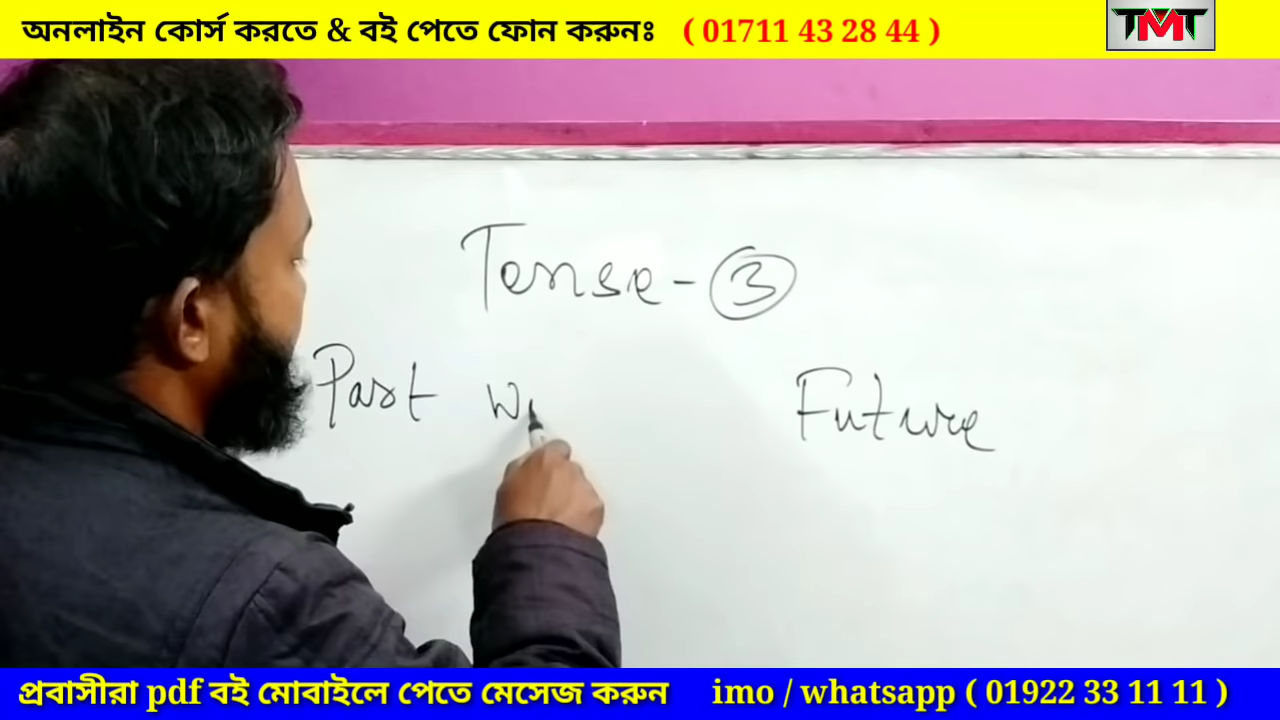 অনলাইন কোর্স করতে & বই পেতে ফোন করুনঃ ( 01711 43 28 44 )
TMT
Tense - 3
Past
Future
প্রবাসীরা pdf বই মোবাইলে পেতে মেসেজ করুন imo / whatsapp ( 01922 33 11 11 )